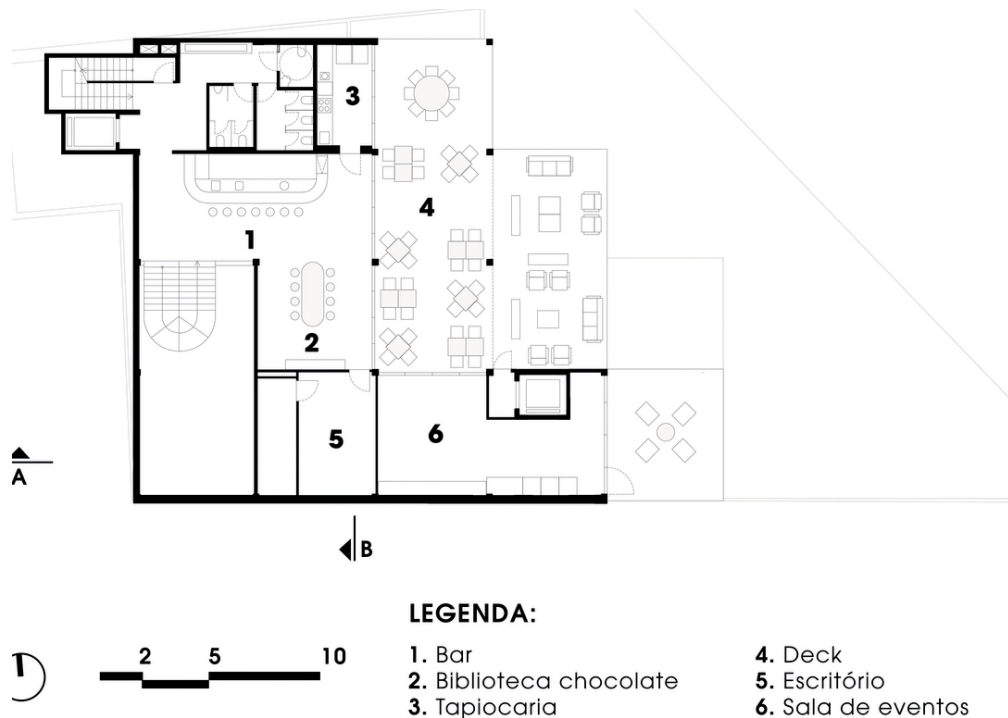 3
4
1
2
5
6
A
B
LEGENDA:
2 5 10
1. Bar
2. Biblioteca chocolate
3. Tapiocaria
4. Deck
5. Escritório
6. Sala de eventos